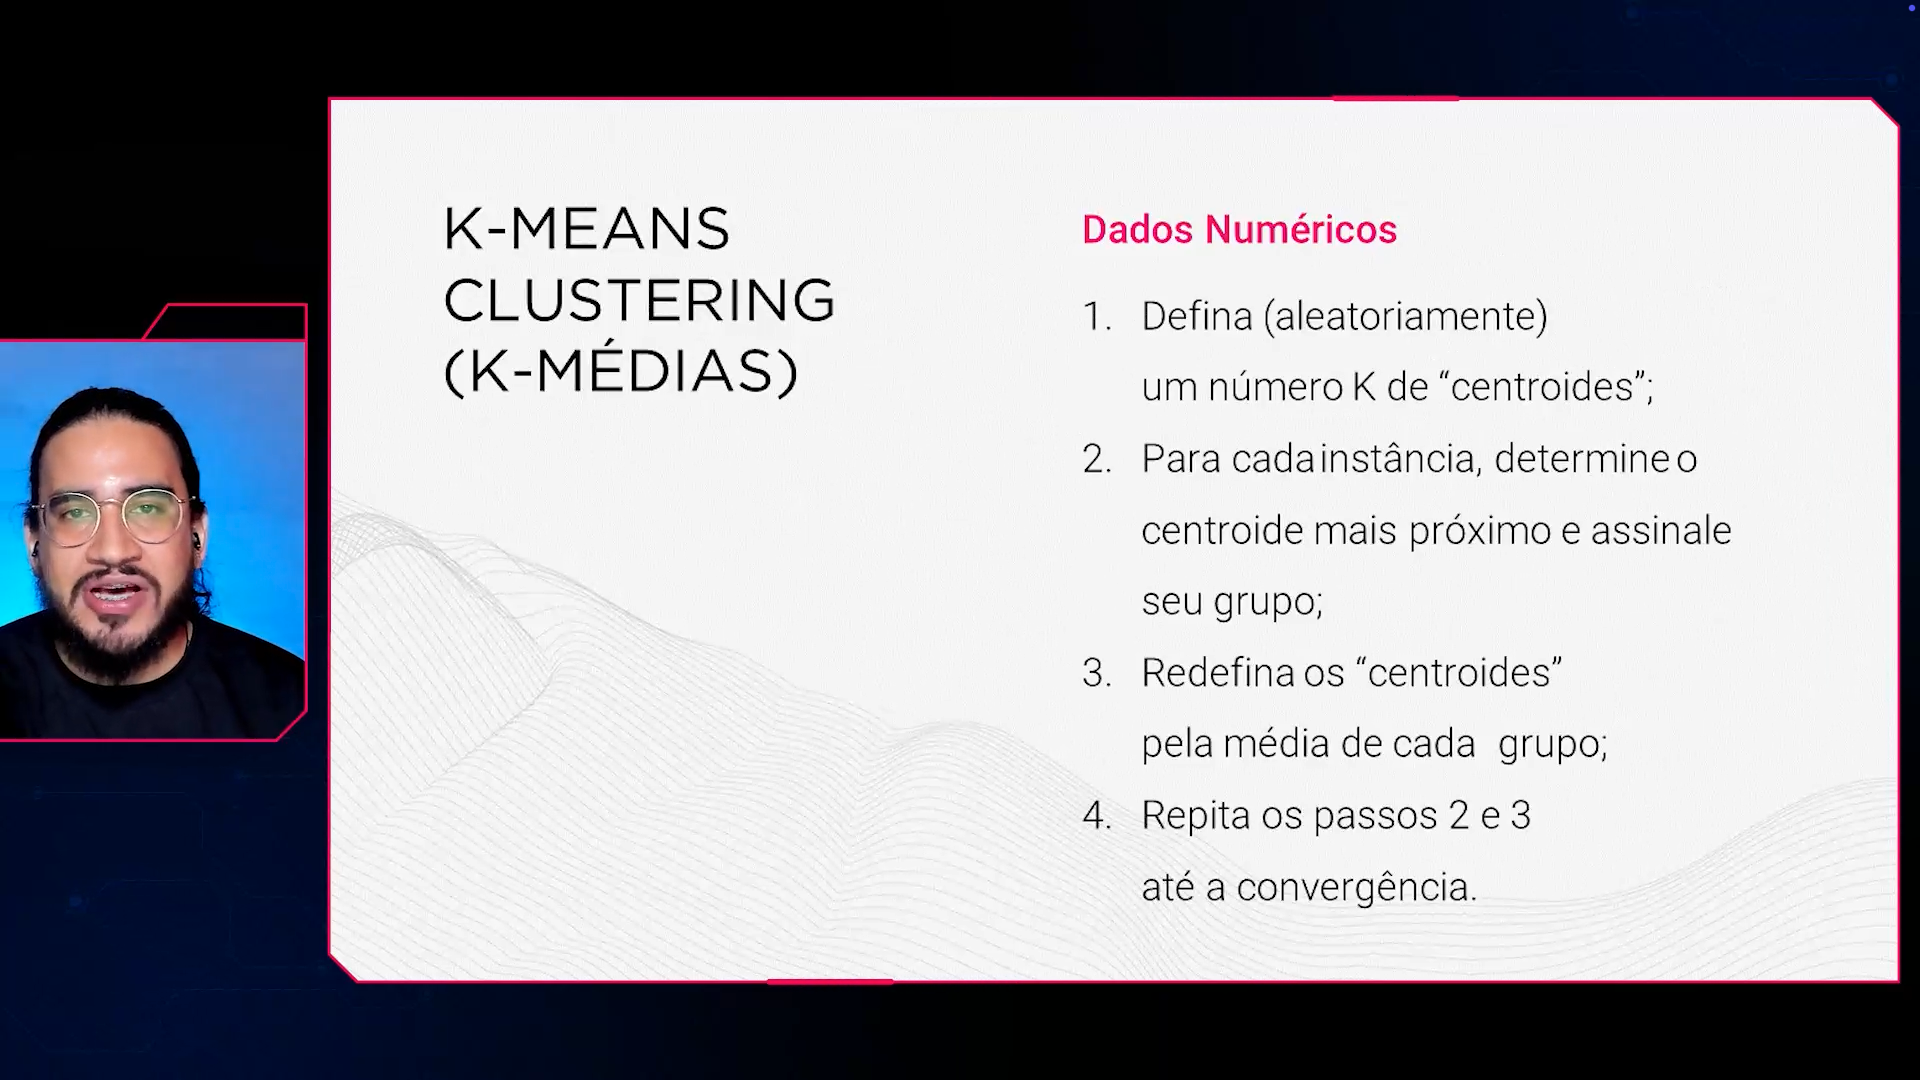 K-MEANS
CLUSTERING
(K-MÉDIAS)
Dados Numéricos
1. Defina (aleatoriamente)
um número K de “centroides”;
2. Para cada instância, determine o
centroide mais próximo e assinale
seu grupo;
3. Redefina os “centroides”
pela média de cada grupo;
4. Repita os passos 2 e 3
até a convergência.